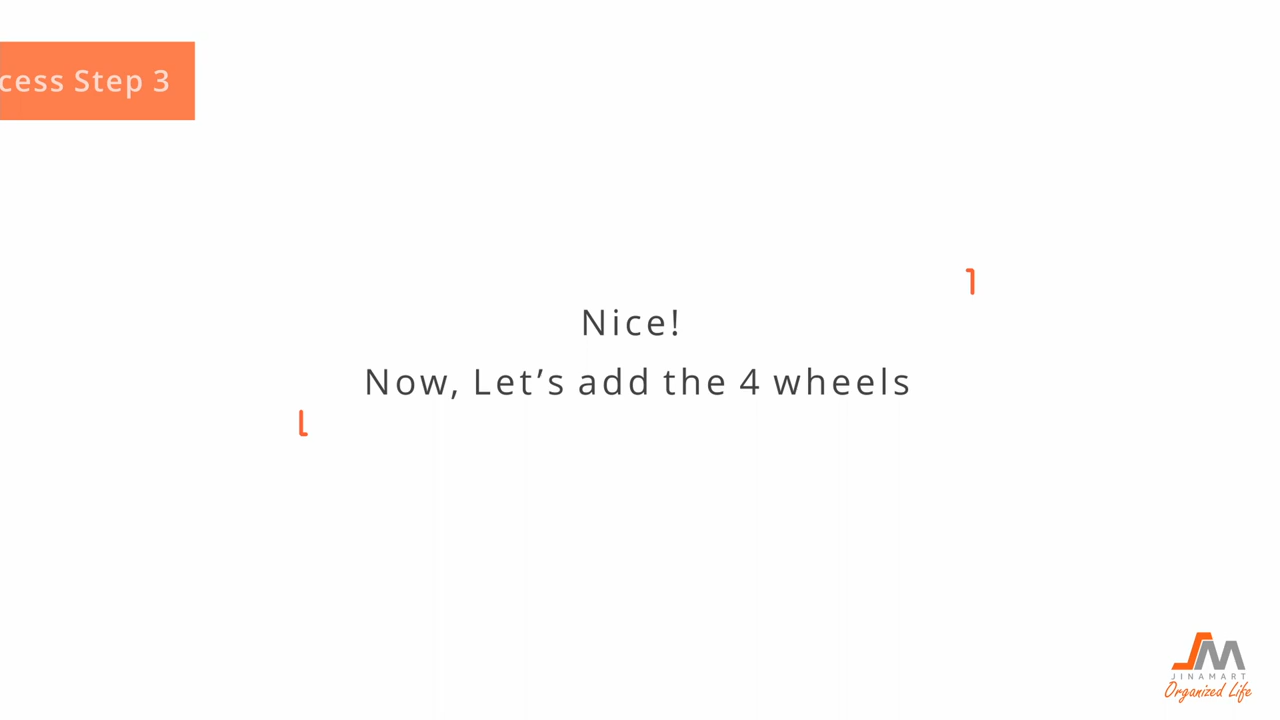 cess Step 3
Nice!
Now, Let’s add the 4 wheels
JINAMART
Organized Life